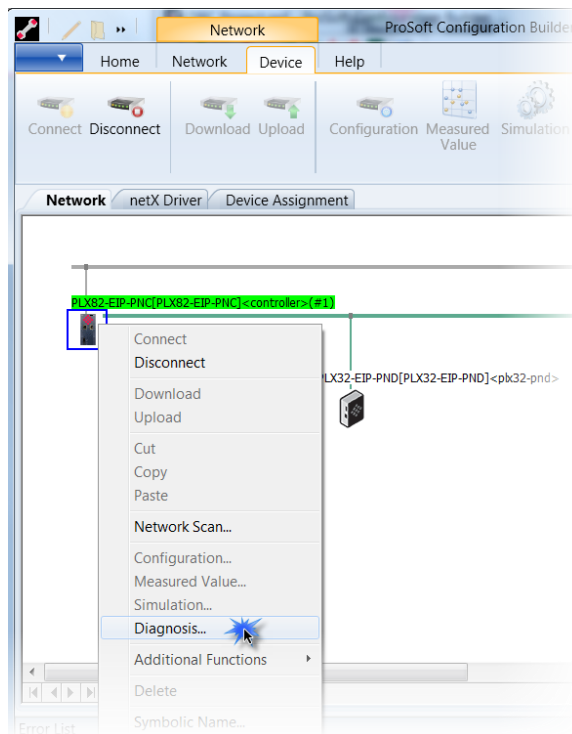 Network
ProSoft Configuration Builder
Home Network Device Help
Connect Disconnect Download Upload Configuration Measured Value Simulation
Network netX Driver Device Assignment
PLX82-EIP-PNC[PLX82-EIP-PNC]<controller>(#1)
LX32-EIP-PND[PLX32-EIP-PND]<plx32-pnd>
Connect
Disconnect
Download
Upload
Cut
Copy
Paste
Network Scan...
Configuration...
Measured Value...
Simulation...
Diagnosis...
Additional Functions
Delete
Symbolic Name...
Error List